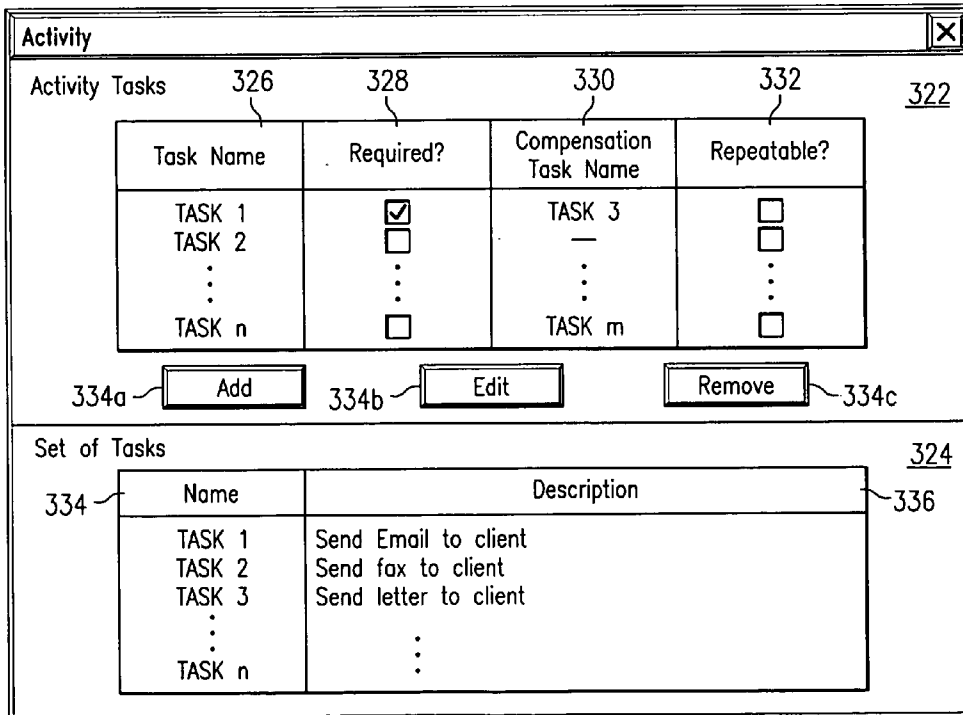 Activity
Activity Tasks 326 328 330 332 322
Task Name Required? Compensation Task Name Repeatable?
TASK 1 TASK 3
TASK 2 —
TASK n TASK m
334a Add 334b Edit Remove 334c
Set of Tasks 324
334 Name Description 336
TASK 1 Send Email to client
TASK 2 Send fax to client
TASK 3 Send letter to client
TASK n